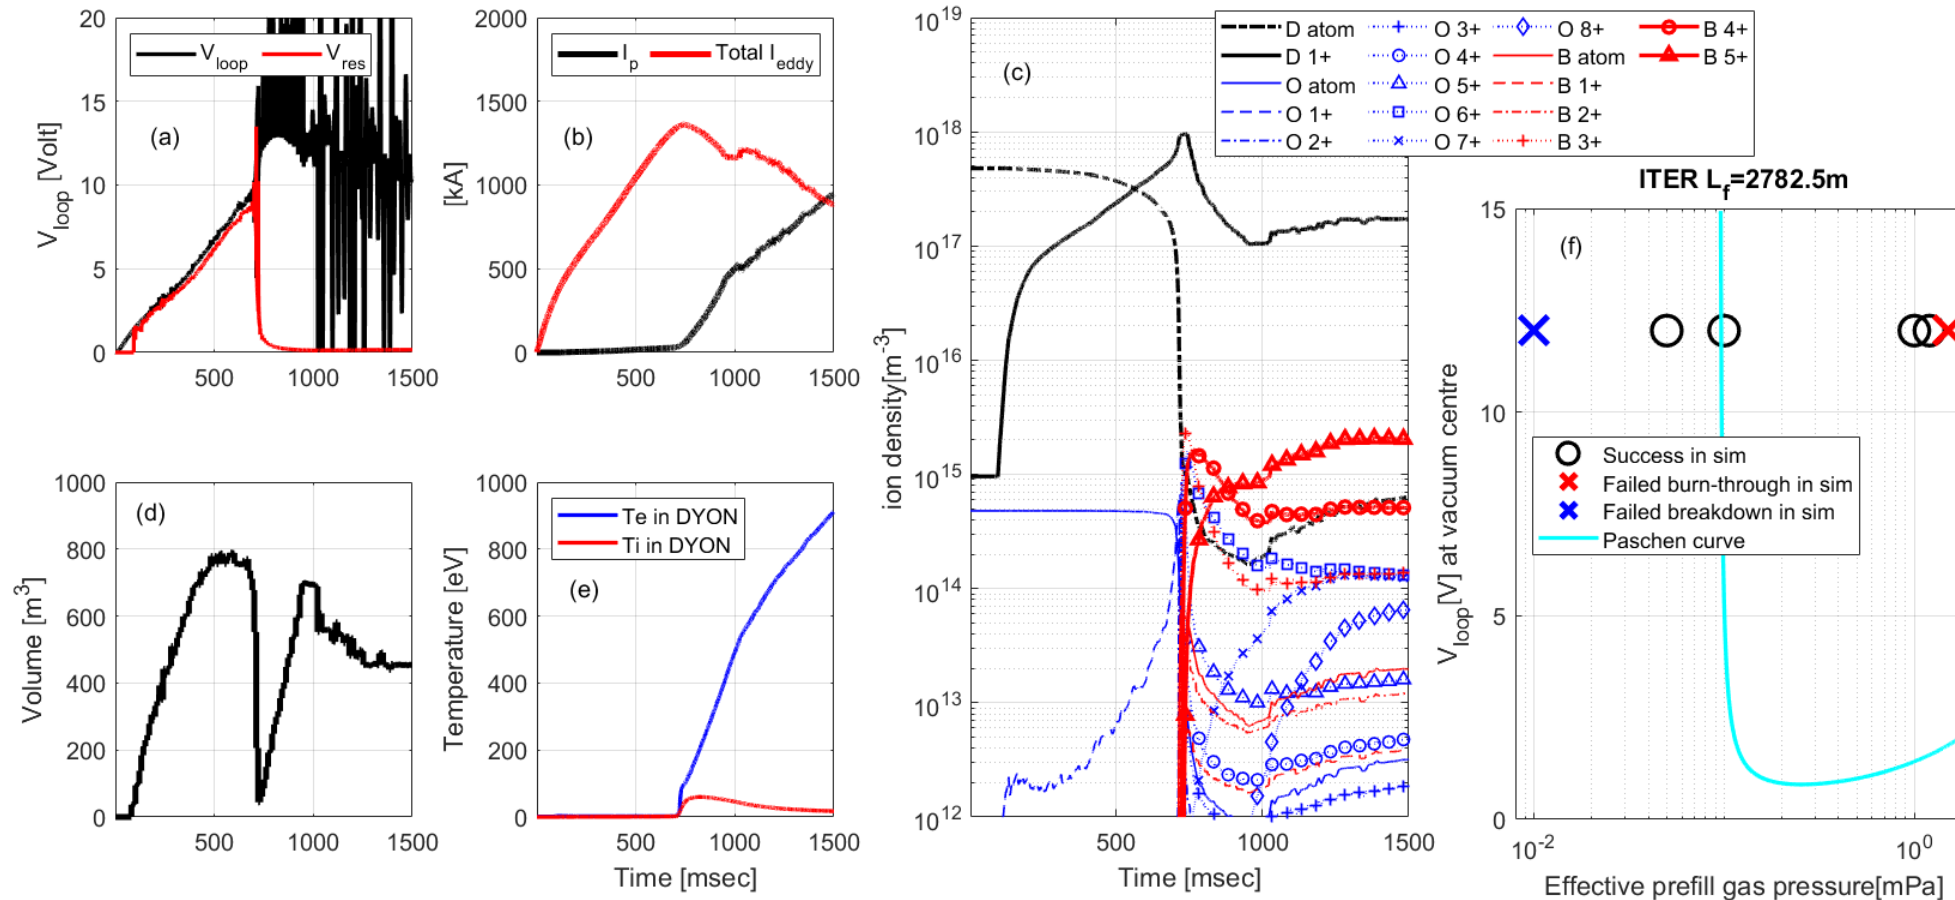 (a)
V_loop V_res
V_loop [Volt]
20
15
10
5
0
500 1000 1500
(b)
I_p Total I_eddy
[kA]
2000
1500
1000
500
0
500 1000 1500
(c)
D atom O 3+ O 8+ B 4+
D 1+ O 4+ B atom B 5+
O atom O 5+ B 1+
O 1+ O 6+ B 2+
O 2+ O 7+ B 3+
ion density[m^-3]
10^19
10^18
10^17
10^16
10^15
10^14
10^13
10^12
500 1000 1500
Time [msec]
(d)
Volume [m^3]
1000
800
600
400
200
0
500 1000 1500
Te in DYON
Ti in DYON
(e)
Temperature [eV]
1000
800
600
400
200
0
500 1000 1500
Time [msec]
ITER L_f=2782.5m
(f)
Success in sim
Failed burn-through in sim
Failed breakdown in sim
Paschen curve
V_loop[V] at vacuum centre
15
10
5
0
10^-2 10^0
Effective prefill gas pressure[mPa]